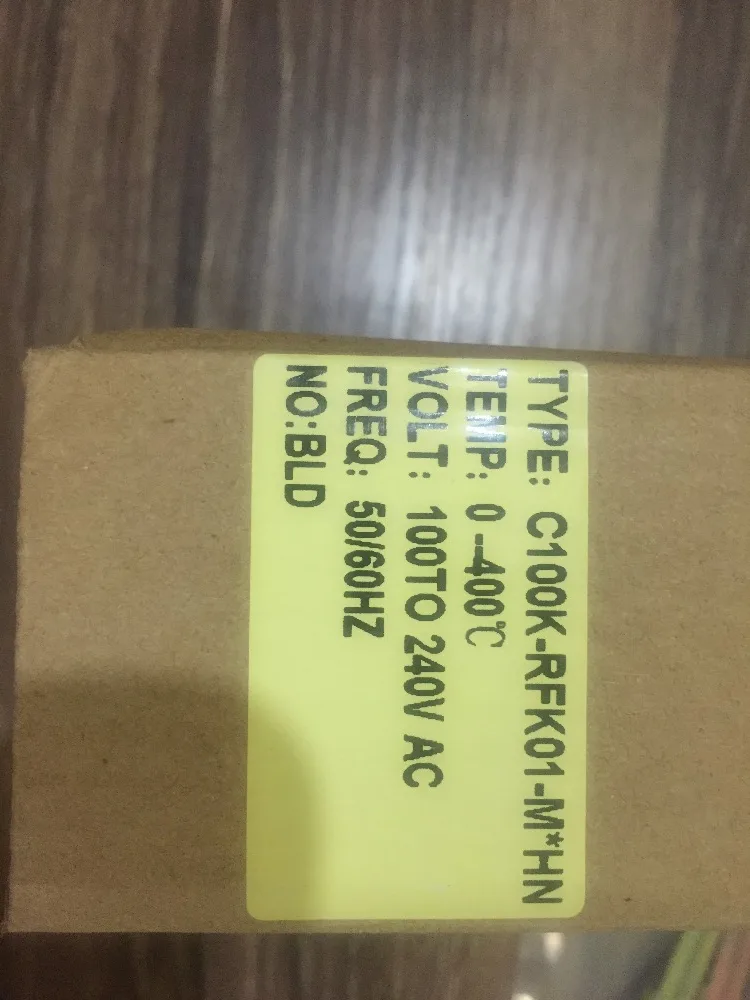 TYPE: C100K-RFK01-M*HN
TEMP: 0--400℃
VOLT: 100TO 240V AC
FREQ: 50/60HZ
NO:BLD